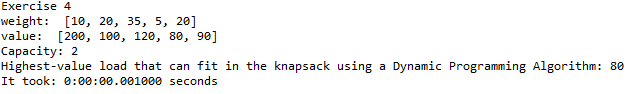 Exercise 4
weight:  [10, 20, 35, 5, 20]
value:  [200, 100, 120, 80, 90]
Capacity: 2
Highest-value load that can fit in the knapsack using a Dynamic Programming Algorithm: 80
It took: 0:00:00.001000 seconds